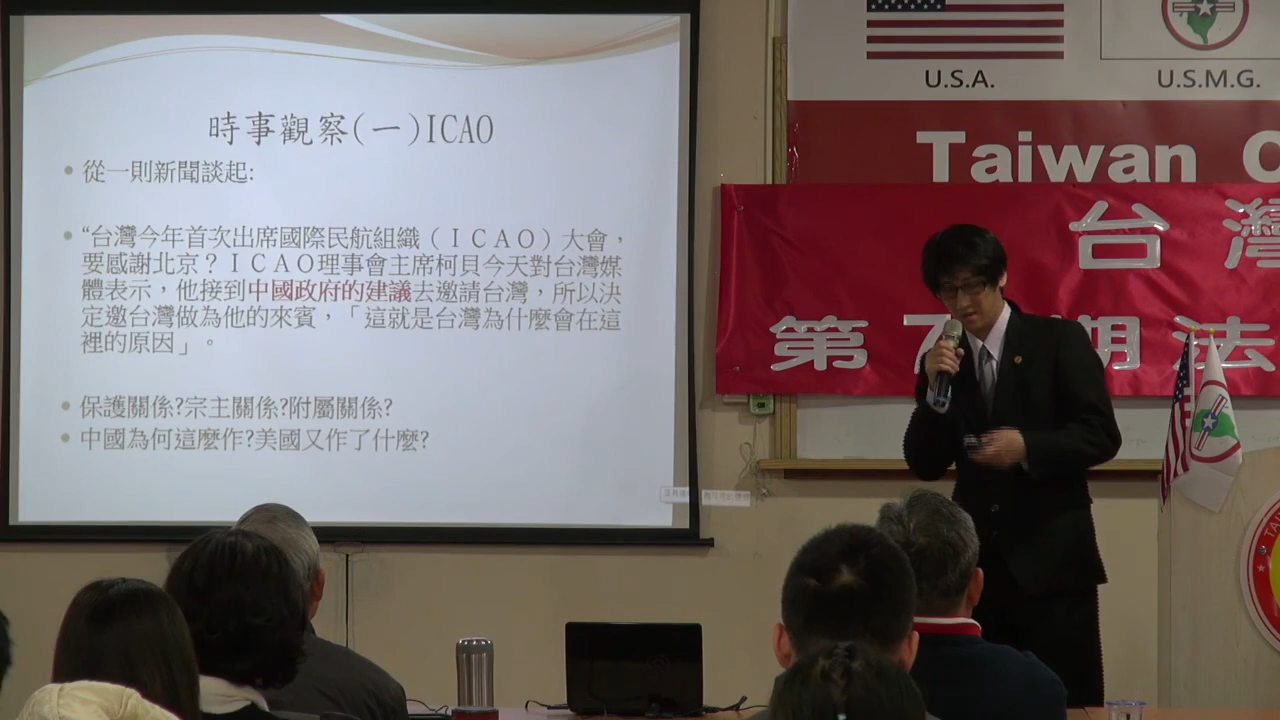 時事觀察(一)ICAO
• 從一則新聞談起:
• “台灣今年首次出席國際民航組織(ICAO)大會,
要感謝北京?ICAO理事會主席柯貝今天對台灣媒
體表示,他接到中國政府的建議去邀請台灣,所以決
定邀台灣做為他的來賓,「這就是台灣為什麼會在這
裡的原因」。
• 保護關係?宗主關係?附屬關係?
• 中國為何這麼作?美國又作了什麼?
U.S.A.
U.S.M.G.
Taiwan C
台灣
第 期法